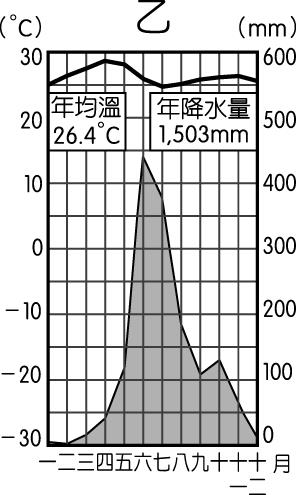 乙
(℃) (mm)
30 600
年均溫 年降水量
26.4℃ 1,503mm
20 500
10 400
0 300
-10 200
-20 100
-30 0
一二三四五六七八九十十十 月
一二